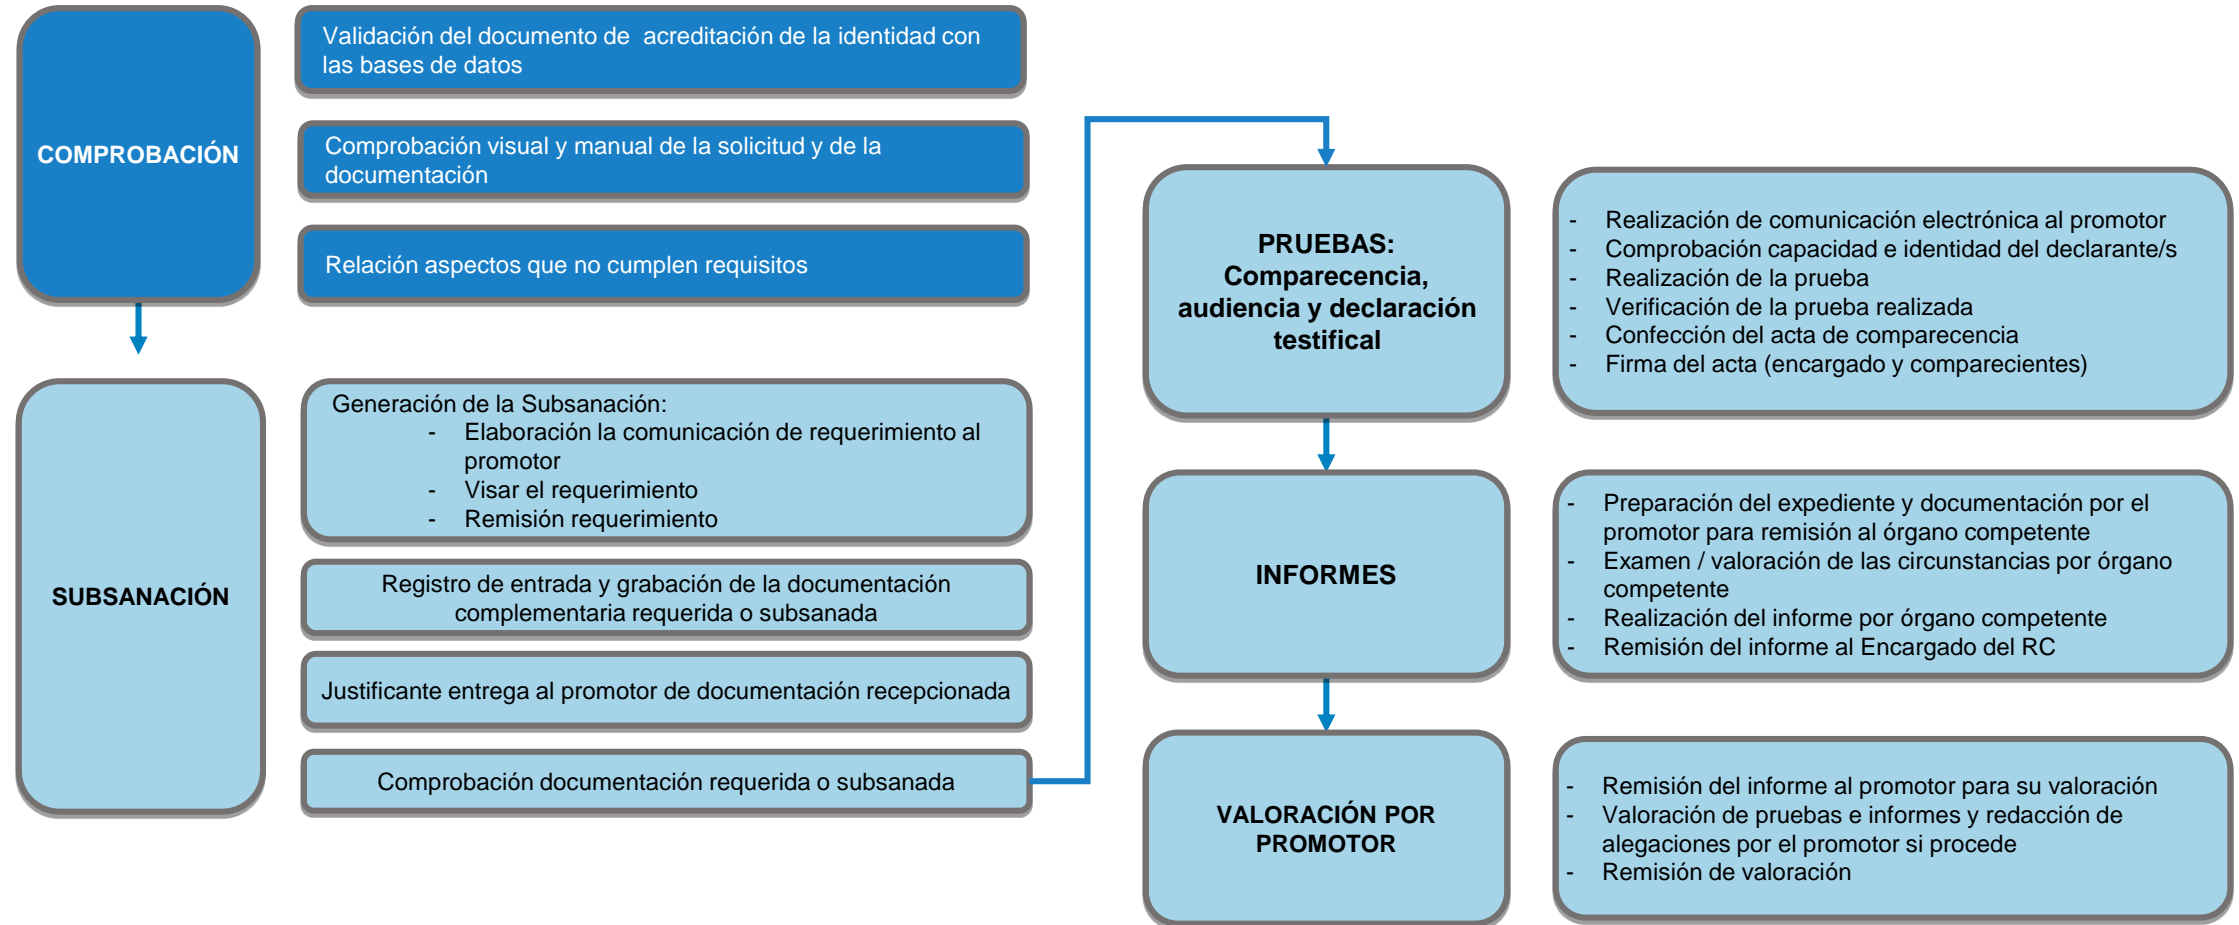 COMPROBACIÓN
Validación del documento de acreditación de la identidad con
las bases de datos
Comprobación visual y manual de la solicitud y de la
documentación
Relación aspectos que no cumplen requisitos
SUBSANACIÓN
Generación de la Subsanación:
- Elaboración la comunicación de requerimiento al
promotor
- Visar el requerimiento
- Remisión requerimiento
Registro de entrada y grabación de la documentación
complementaria requerida o subsanada
Justificante entrega al promotor de documentación recepcionada
Comprobación documentación requerida o subsanada
PRUEBAS:
Comparecencia,
audiencia y declaración
testifical
- Realización de comunicación electrónica al promotor
- Comprobación capacidad e identidad del declarante/s
- Realización de la prueba
- Verificación de la prueba realizada
- Confección del acta de comparecencia
- Firma del acta (encargado y comparecientes)
INFORMES
- Preparación del expediente y documentación por el
promotor para remisión al órgano competente
- Examen / valoración de las circunstancias por órgano
competente
- Realización del informe por órgano competente
- Remisión del informe al Encargado del RC
VALORACIÓN POR
PROMOTOR
- Remisión del informe al promotor para su valoración
- Valoración de pruebas e informes y redacción de
alegaciones por el promotor si procede
- Remisión de valoración